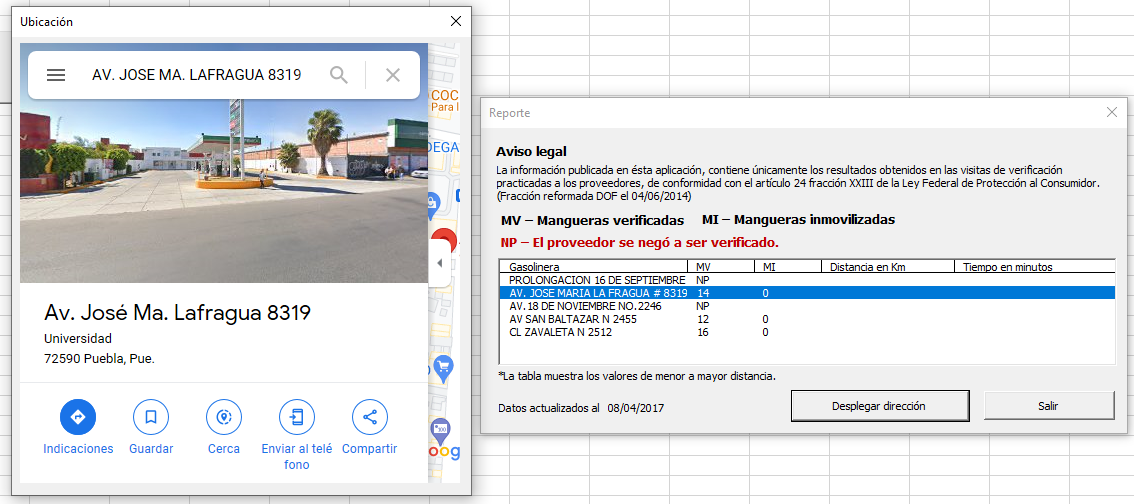 Ubicación
AV. JOSE MA. LAFRAGUA 8319
COC
Para l
DEGA
Av. José Ma. Lafragua 8319
Universidad
72590 Puebla, Pue.
Indicaciones
Guardar
Cerca
Enviar al telé
fono
Compartir
Reporte
Aviso legal
La información publicada en ésta aplicación, contiene únicamente los resultados obtenidos en las visitas de verificación
practicadas a los proveedores, de conformidad con el artículo 24 fracción XXIII de la Ley Federal de Protección al Consumidor.
(Fracción reformada DOF el 04/06/2014)
MV – Mangueras verificadas MI – Mangueras inmovilizadas
NP – El proveedor se negó a ser verificado.
Gasolinera MV MI Distancia en Km Tiempo en minutos
PROLONGACION 16 DE SEPTIEMBRE NP
AV. JOSE MARIA LA FRAGUA # 8319 14 0
AV. 18 DE NOVIEMBRE NO.2246 NP
AV SAN BALTAZAR N 2455 12 0
CL ZAVALETA N 2512 16 0
*La tabla muestra los valores de menor a mayor distancia.
Datos actualizados al 08/04/2017
Desplegar dirección
Salir